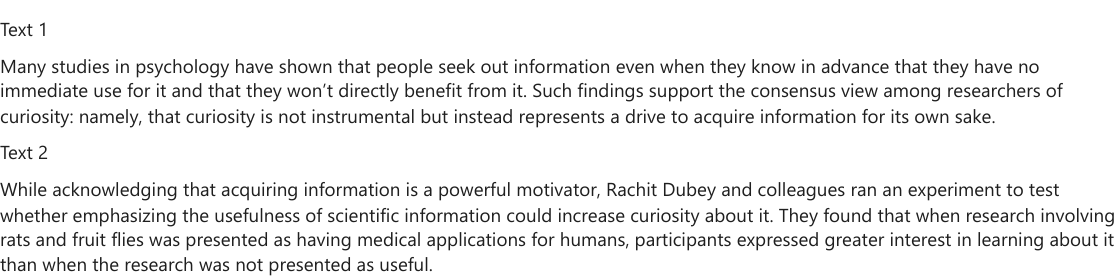 Text 1
Many studies in psychology have shown that people seek out information even when they know in advance that they have no
immediate use for it and that they won’t directly benefit from it. Such findings support the consensus view among researchers of
curiosity: namely, that curiosity is not instrumental but instead represents a drive to acquire information for its own sake.
Text 2
While acknowledging that acquiring information is a powerful motivator, Rachit Dubey and colleagues ran an experiment to test
whether emphasizing the usefulness of scientific information could increase curiosity about it. They found that when research involving
rats and fruit flies was presented as having medical applications for humans, participants expressed greater interest in learning about it
than when the research was not presented as useful.